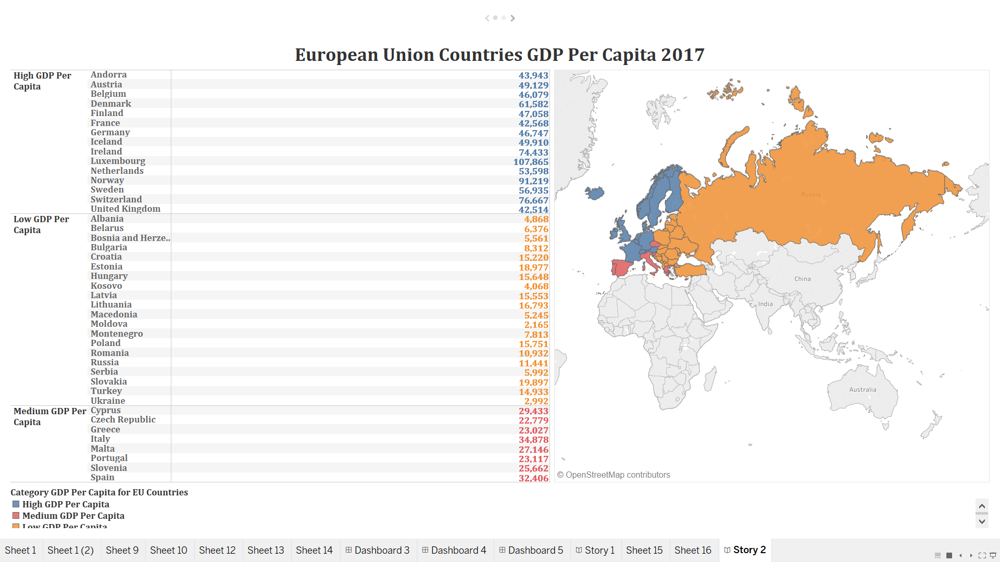 European Union Countries GDP Per Capita 2017
High GDP Per
Capita
Andorra 43,943
Austria 49,129
Belgium 46,079
Denmark 61,582
Finland 47,058
France 42,568
Germany 46,747
Iceland 49,910
Ireland 74,433
Luxembourg 107,865
Netherlands 53,598
Norway 91,219
Sweden 56,935
Switzerland 76,667
United Kingdom 42,514
Low GDP Per
Capita
Albania 4,868
Belarus 6,376
Bosnia and Herze.. 5,561
Bulgaria 8,312
Croatia 15,220
Estonia 18,977
Hungary 15,648
Kosovo 4,068
Latvia 15,553
Lithuania 16,793
Macedonia 5,245
Moldova 2,165
Montenegro 7,813
Poland 15,751
Romania 10,932
Russia 11,441
Serbia 5,992
Slovakia 19,897
Turkey 14,933
Ukraine 2,992
Medium GDP Per
Capita
Cyprus 29,433
Czech Republic 22,779
Greece 23,027
Italy 34,878
Malta 27,146
Portugal 23,117
Slovenia 25,662
Spain 32,406
Russia
China
India
Australia
© OpenStreetMap contributors
Category GDP Per Capita for EU Countries
High GDP Per Capita
Medium GDP Per Capita
Low GDP Per Capita
Sheet 1 Sheet 1 (2) Sheet 9 Sheet 10 Sheet 12 Sheet 13 Sheet 14 Dashboard 3 Dashboard 4 Dashboard 5 Story 1 Sheet 15 Sheet 16 Story 2